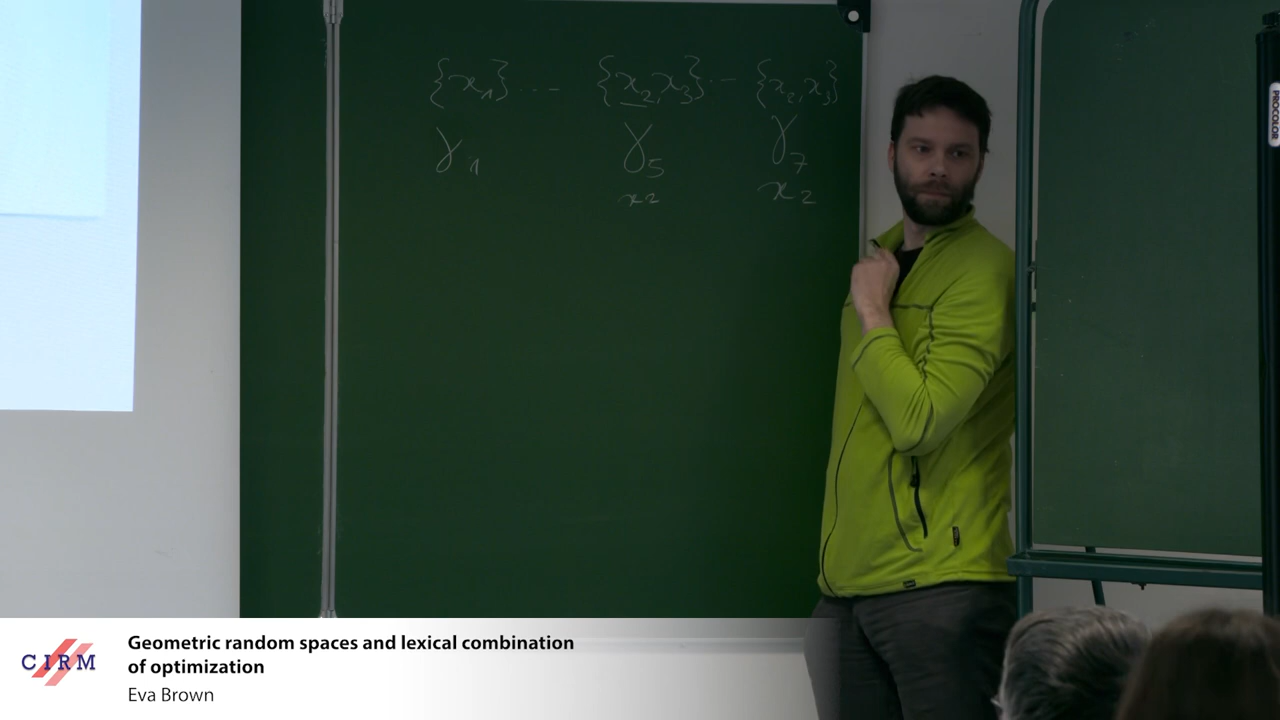 {x₁} ... {x₂, x₃} ·– {x₂, x₃}
γ₁ γ₅ γ₇
x₂ x₂
PROCOLOR
CIRM
Geometric random spaces and lexical combination
of optimization
Eva Brown